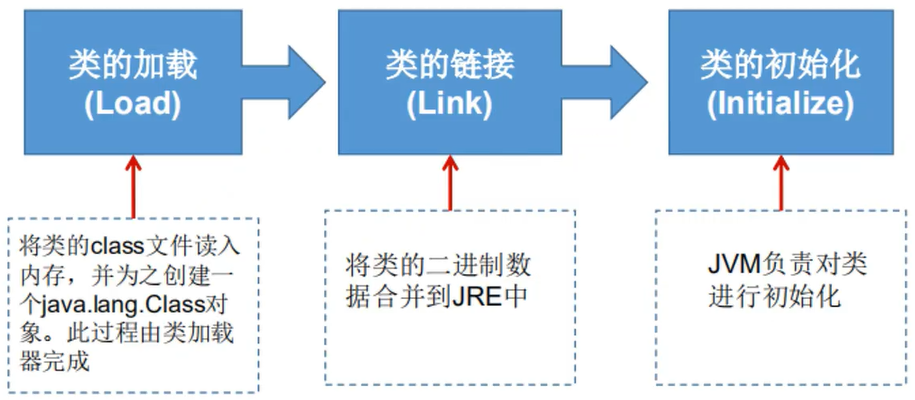 类的加载
(Load)
类的链接
(Link)
类的初始化
(Initialize)
将类的class文件读入
内存，并为之创建一
个java.lang.Class对
象。此过程由类加载
器完成
将类的二进制数
据合并到JRE中
JVM负责对类
进行初始化